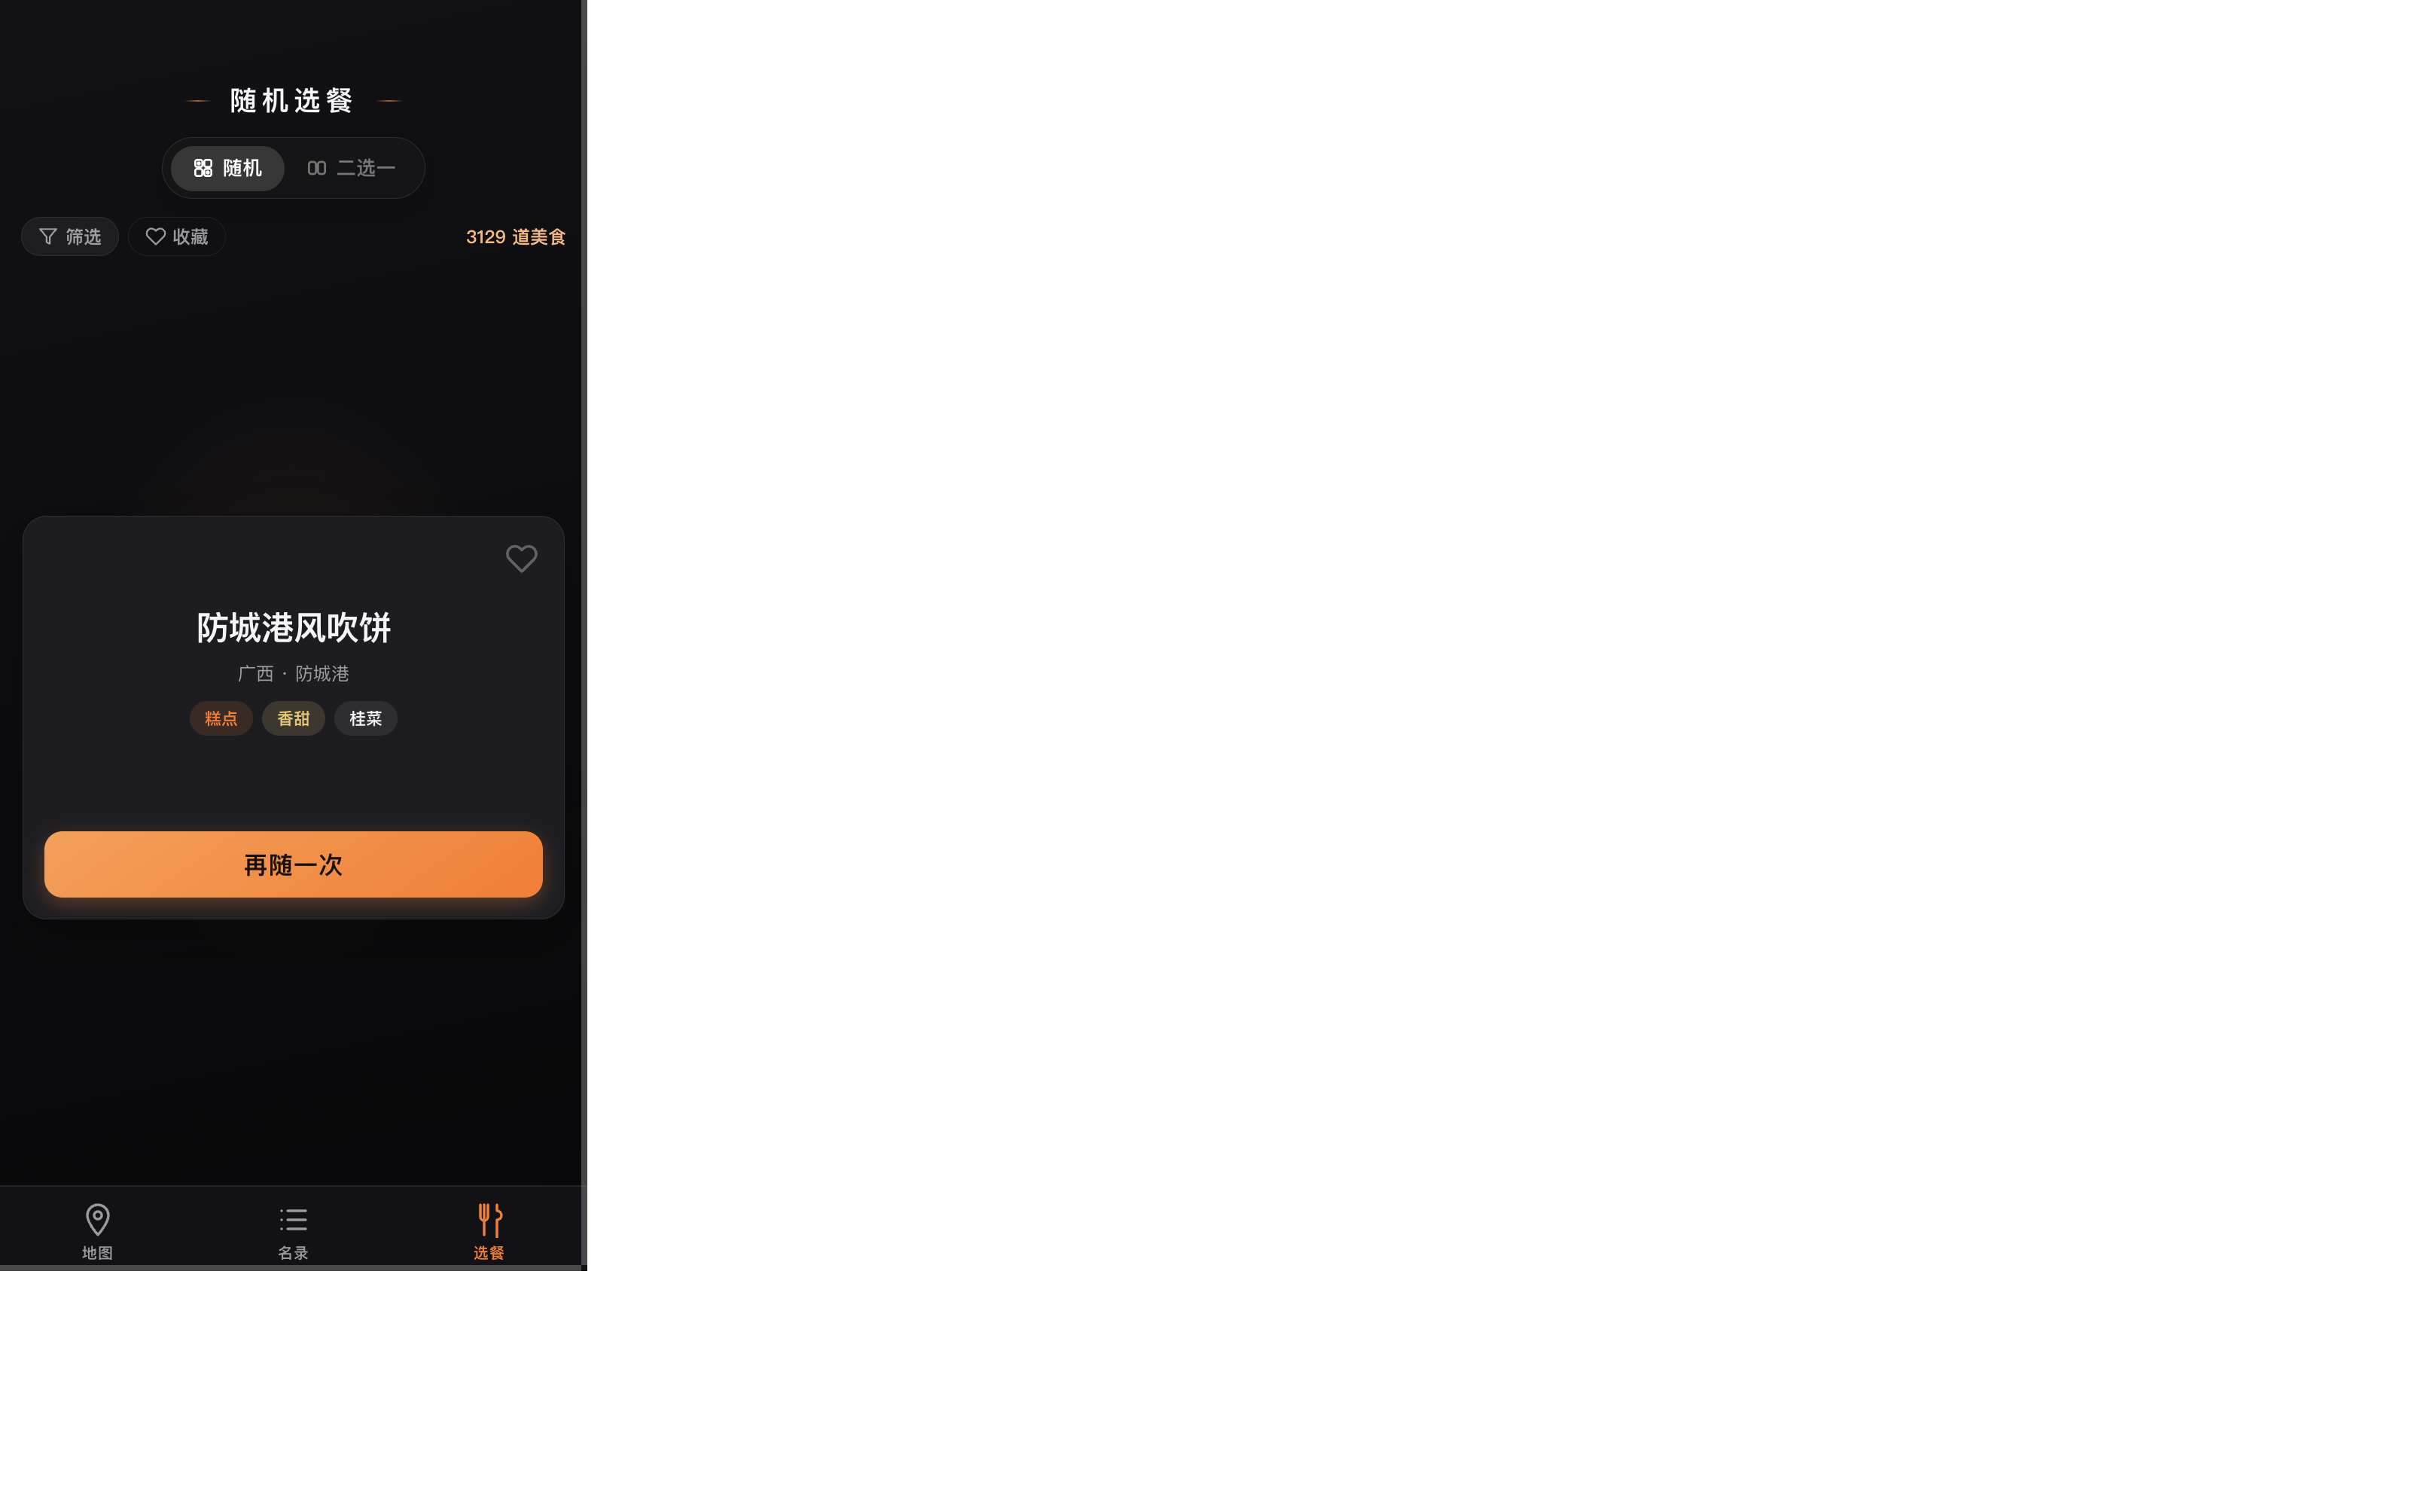 随机选餐
随机 二选一
筛选 收藏 3129 道美食
防城港风吹饼
广西 · 防城港
糕点 香甜 桂菜
再随一次
地图 名录 选餐